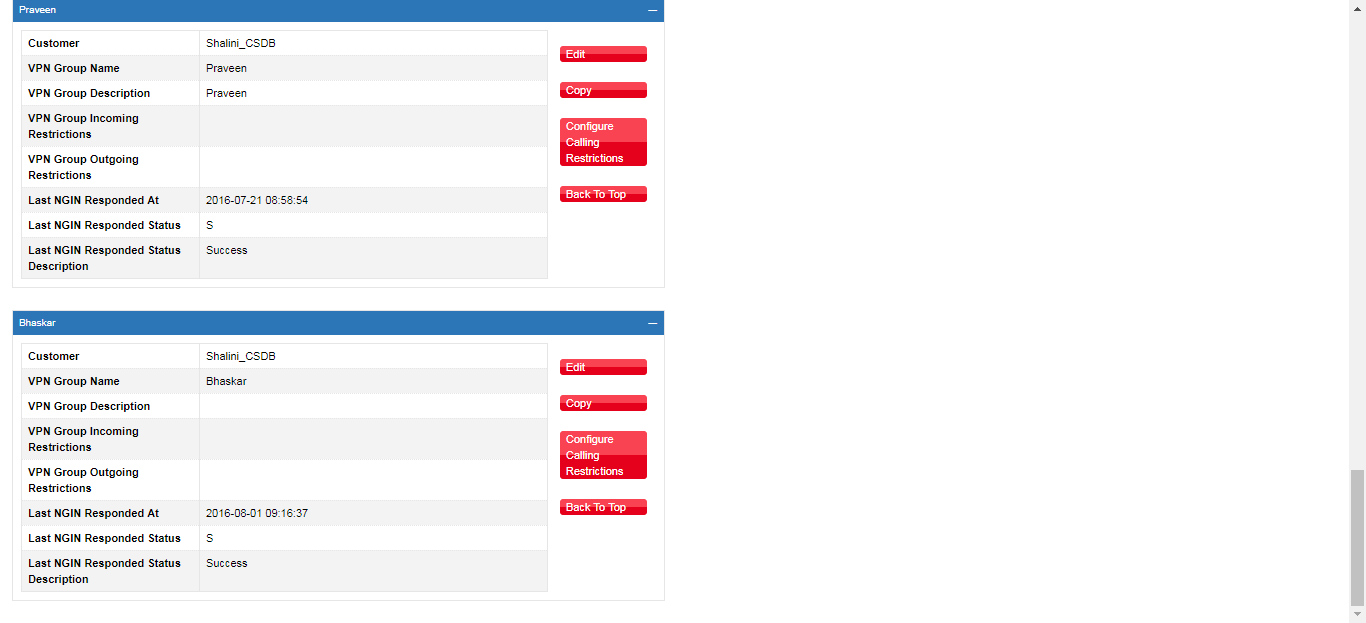 Praveen
Customer Shalini_CSDB
VPN Group Name Praveen
VPN Group Description Praveen
VPN Group Incoming
Restrictions
VPN Group Outgoing
Restrictions
Last NGIN Responded At 2016-07-21 08:58:54
Last NGIN Responded Status S
Last NGIN Responded Status Success
Description
Edit
Copy
Configure
Calling
Restrictions
Back To Top
Bhaskar
Customer Shalini_CSDB
VPN Group Name Bhaskar
VPN Group Description
VPN Group Incoming
Restrictions
VPN Group Outgoing
Restrictions
Last NGIN Responded At 2016-08-01 09:16:37
Last NGIN Responded Status S
Last NGIN Responded Status Success
Description
Edit
Copy
Configure
Calling
Restrictions
Back To Top